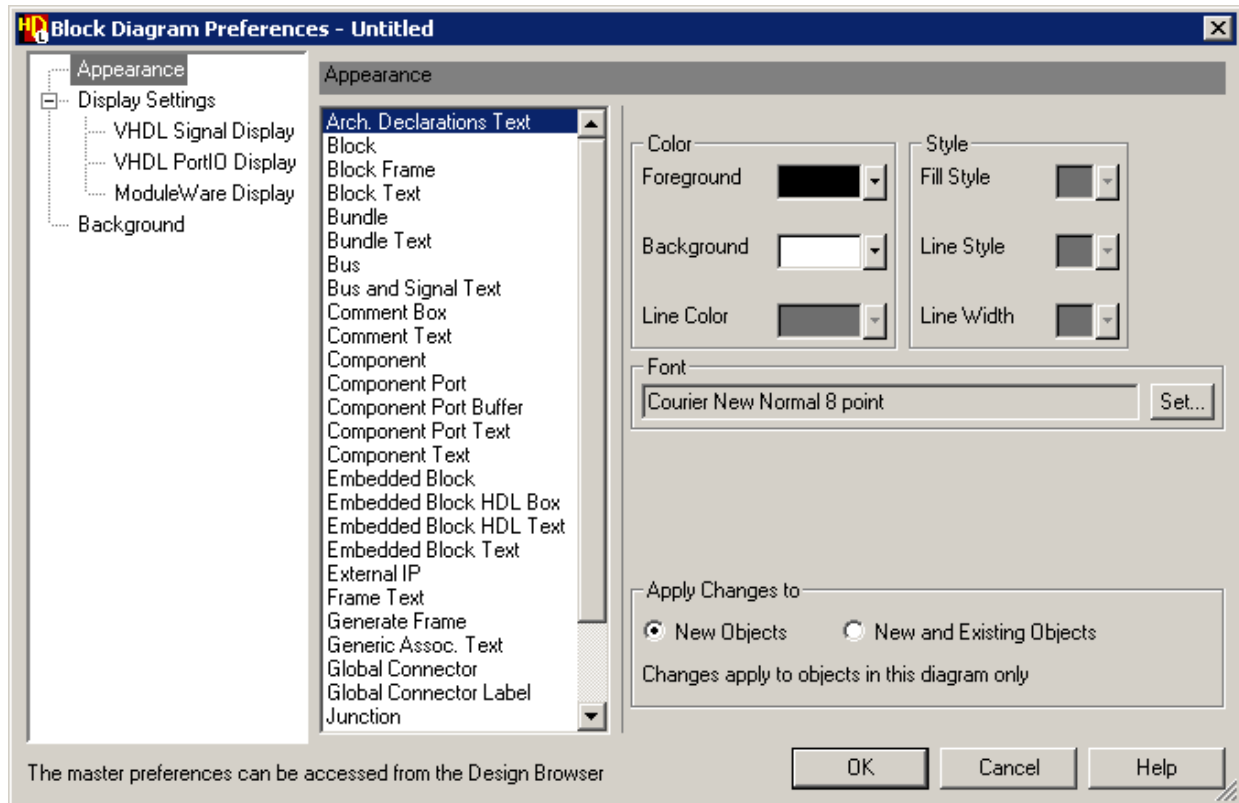 HDL Block Diagram Preferences - Untitled
Appearance
Display Settings
VHDL Signal Display
VHDL PortIO Display
ModuleWare Display
Background
Appearance
Arch. Declarations Text
Block
Block Frame
Block Text
Bundle
Bundle Text
Bus
Bus and Signal Text
Comment Box
Comment Text
Component
Component Port
Component Port Buffer
Component Port Text
Component Text
Embedded Block
Embedded Block HDL Box
Embedded Block HDL Text
Embedded Block Text
External IP
Frame Text
Generate Frame
Generic Assoc. Text
Global Connector
Global Connector Label
Junction
Color
Foreground
Background
Line Color
Style
Fill Style
Line Style
Line Width
Font
Courier New Normal 8 point
Set...
Apply Changes to
New Objects
New and Existing Objects
Changes apply to objects in this diagram only
The master preferences can be accessed from the Design Browser
OK
Cancel
Help